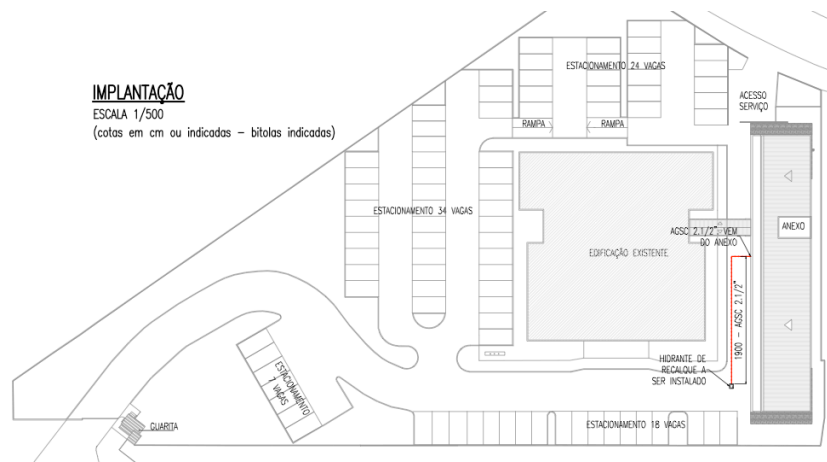 IMPLANTAÇÃO
ESCALA 1/500
(cotas em cm ou indicadas – bitolas indicadas)
ESTACIONAMENTO 24 VAGAS
ACESSO
SERVIÇO
RAMPA
RAMPA
ESTACIONAMENTO 34 VAGAS
AGSC 2.1/2" VEM
DO ANEXO
ANEXO
EDIFICAÇÃO EXISTENTE
1900 – AGSC 2.1/2"
HIDRANTE DE
RECALQUE A
SER INSTALADO
ESTACIONAMENTO
7 VAGAS
GUARITA
ESTACIONAMENTO 18 VAGAS